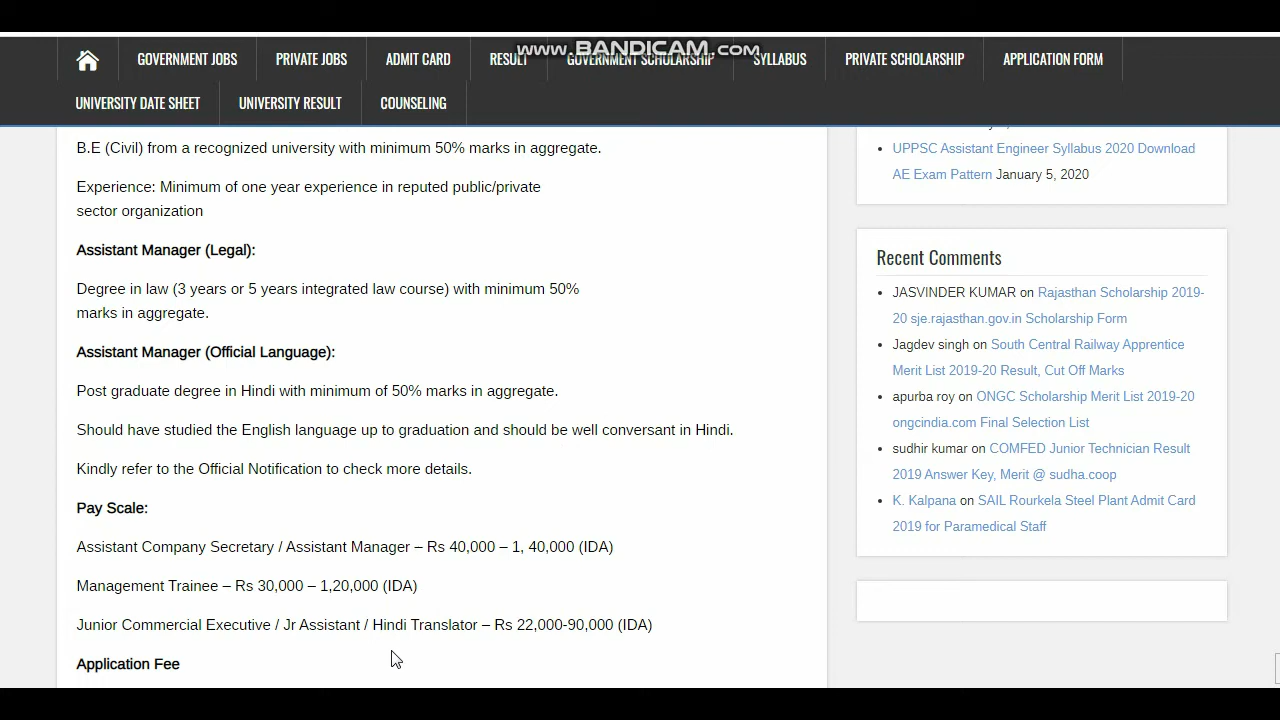 www.BANDICAM.com
GOVERNMENT JOBS
PRIVATE JOBS
ADMIT CARD
RESULT
GOVERNMENT SCHOLARSHIP
SYLLABUS
PRIVATE SCHOLARSHIP
APPLICATION FORM
UNIVERSITY DATE SHEET
UNIVERSITY RESULT
COUNSELING
B.E (Civil) from a recognized university with minimum 50% marks in aggregate.
Experience: Minimum of one year experience in reputed public/private
sector organization
Assistant Manager (Legal):
Degree in law (3 years or 5 years integrated law course) with minimum 50%
marks in aggregate.
Assistant Manager (Official Language):
Post graduate degree in Hindi with minimum of 50% marks in aggregate.
Should have studied the English language up to graduation and should be well conversant in Hindi.
Kindly refer to the Official Notification to check more details.
Pay Scale:
Assistant Company Secretary / Assistant Manager – Rs 40,000 – 1, 40,000 (IDA)
Management Trainee – Rs 30,000 – 1,20,000 (IDA)
Junior Commercial Executive / Jr Assistant / Hindi Translator – Rs 22,000-90,000 (IDA)
Application Fee
UPPSC Assistant Engineer Syllabus 2020 Download
AE Exam Pattern January 5, 2020
Recent Comments
JASVINDER KUMAR on Rajasthan Scholarship 2019-
20 sje.rajasthan.gov.in Scholarship Form
Jagdev singh on South Central Railway Apprentice
Merit List 2019-20 Result, Cut Off Marks
apurba roy on ONGC Scholarship Merit List 2019-20
ongcindia.com Final Selection List
sudhir kumar on COMFED Junior Technician Result
2019 Answer Key, Merit @ sudha.coop
K. Kalpana on SAIL Rourkela Steel Plant Admit Card
2019 for Paramedical Staff